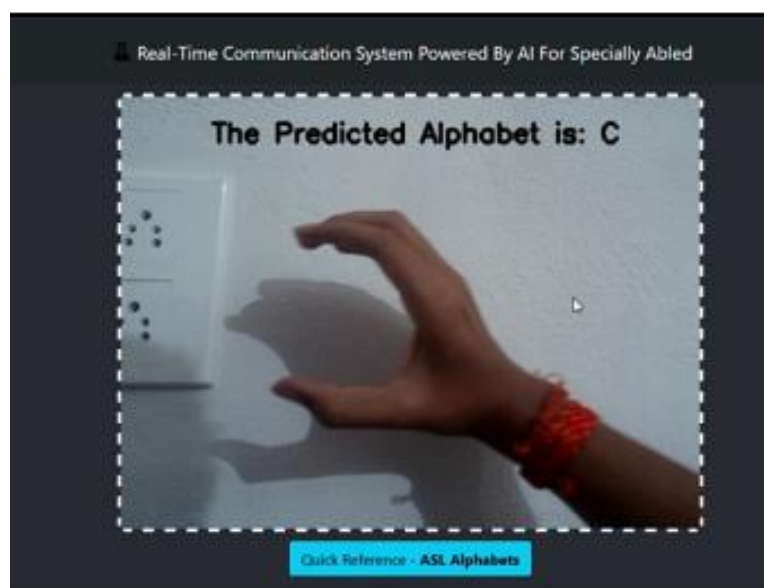 Real-Time Communication System Powered By AI For Specially Abled
The Predicted Alphabet is: C
Quick Reference - ASL Alphabets